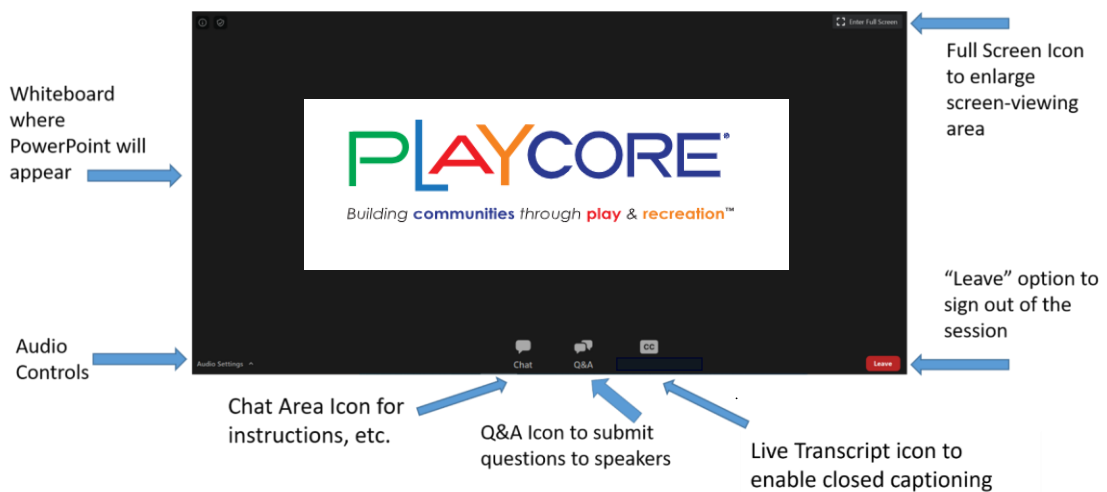 Enter Full Screen
Full Screen Icon
to enlarge
screen-viewing
area
Whiteboard
where
PowerPoint will
appear
PLAYCORE®
Building communities through play & recreation™
“Leave” option to
sign out of the
session
Audio
Controls
Audio Settings
Chat
Q&A
CC
Leave
Chat Area Icon for
instructions, etc.
Q&A Icon to submit
questions to speakers
Live Transcript icon to
enable closed captioning